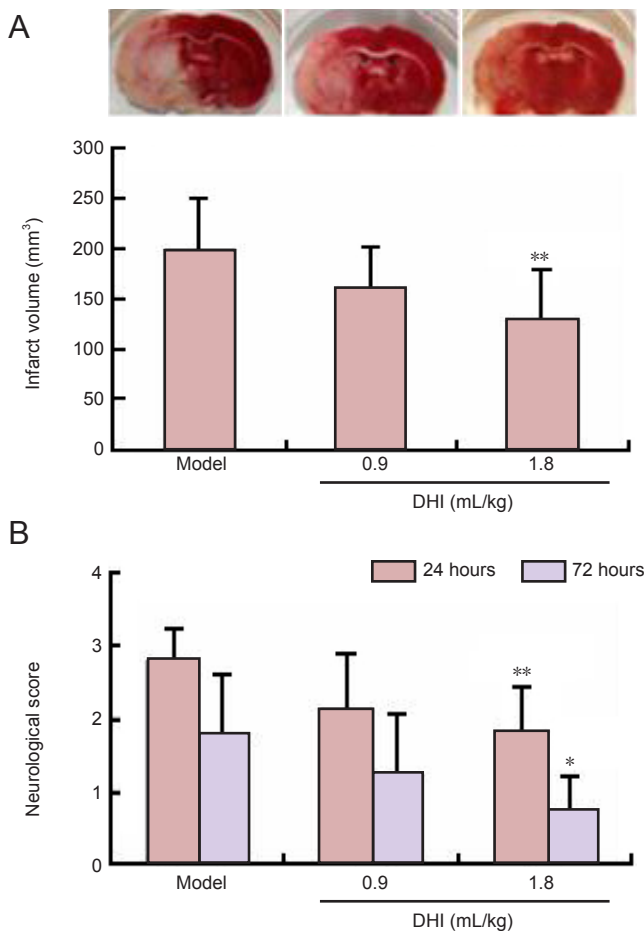 A
Infarct volume (mm³)
300
250
200
150
100
50
0
Model 0.9 1.8
**
DHI (mL/kg)
B
24 hours 72 hours
Neurological score
4
3
2
1
0
**
*
Model 0.9 1.8
DHI (mL/kg)